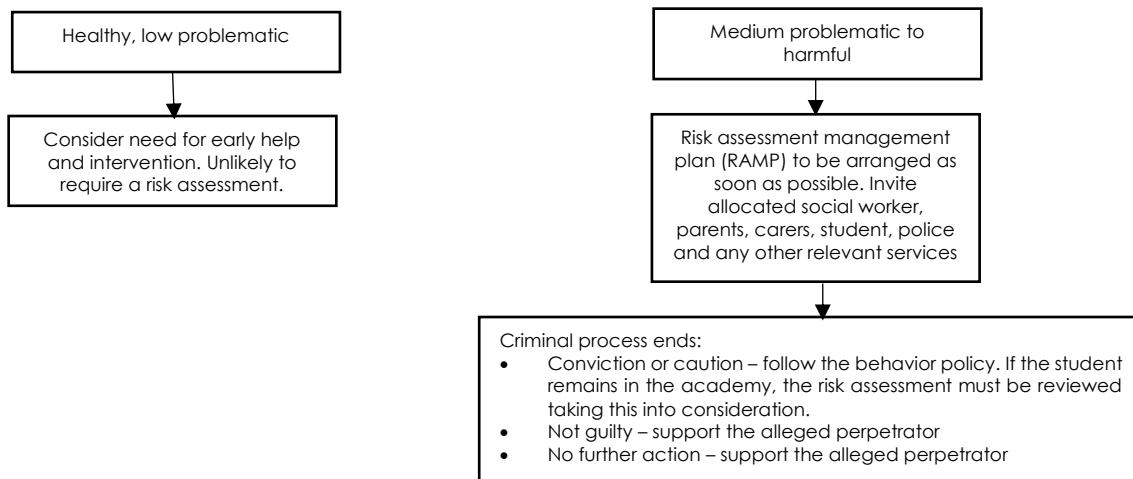 Healthy, low problematic
Consider need for early help
and intervention. Unlikely to
require a risk assessment.
Medium problematic to
harmful
Risk assessment management
plan (RAMP) to be arranged as
soon as possible. Invite
allocated social worker,
parents, carers, student, police
and any other relevant services
Criminal process ends:
• Conviction or caution – follow the behavior policy. If the student
remains in the academy, the risk assessment must be reviewed
taking this into consideration.
• Not guilty – support the alleged perpetrator
• No further action – support the alleged perpetrator